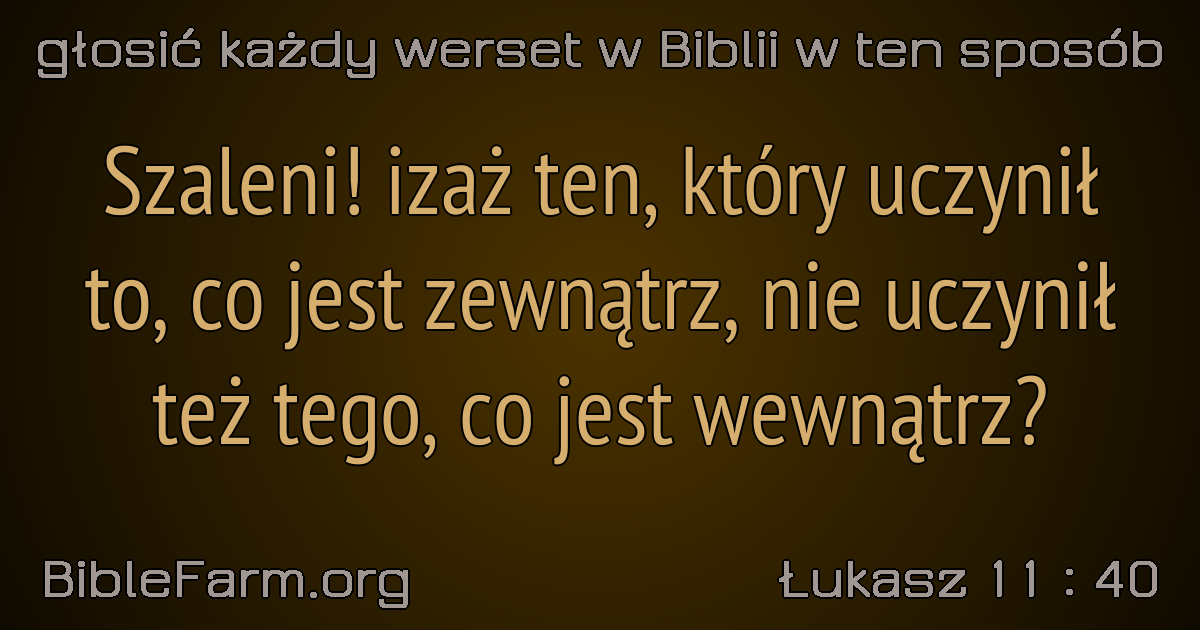 głosić każdy werset w Biblii w ten sposób
Szaleni! izaż ten, który uczynił
to, co jest zewnątrz, nie uczynił
też tego, co jest wewnątrz?
BibleFarm.org
Łukasz 11 : 40